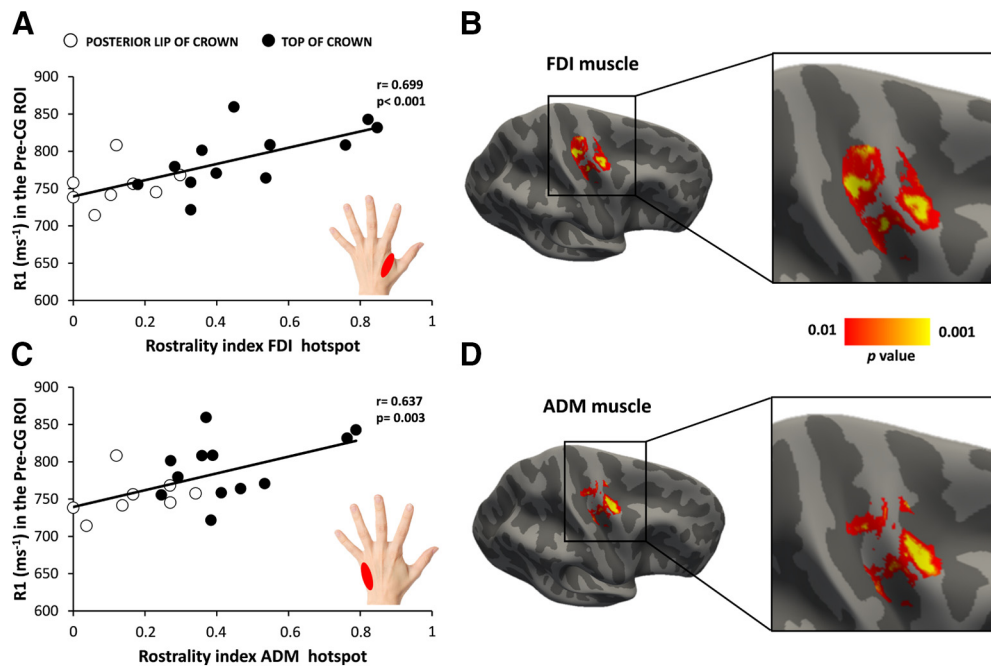 A
POSTERIOR LIP OF CROWN
TOP OF CROWN
R1 (ms⁻¹) in the Pre-CG ROI
900
850
800
750
700
650
600
0
0.2
0.4
0.6
0.8
1
Rostrality index FDI hotspot
r= 0.699
p< 0.001
B
FDI muscle
0.01
0.001
p value
C
R1 (ms⁻¹) in the Pre-CG ROI
900
850
800
750
700
650
600
0
0.2
0.4
0.6
0.8
1
Rostrality index ADM hotspot
r= 0.637
p= 0.003
D
ADM muscle